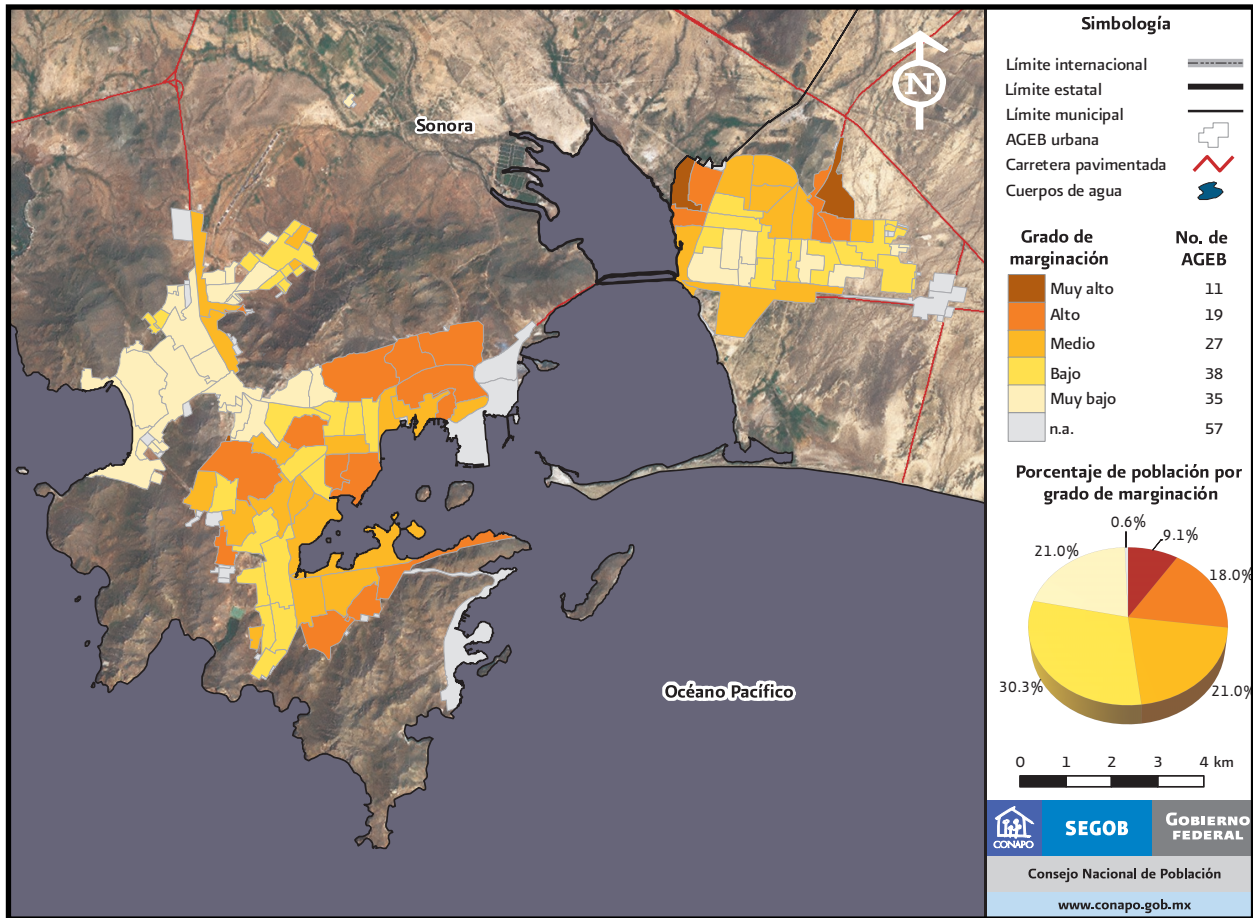 Sonora
Océano Pacífico
N
Simbología
Límite internacional
Límite estatal
Límite municipal
AGEB urbana
Carretera pavimentada
Cuerpos de agua
Grado de
marginación
No. de
AGEB
Muy alto 11
Alto 19
Medio 27
Bajo 38
Muy bajo 35
n.a. 57
Porcentaje de población por
grado de marginación
0.6%
9.1%
21.0%
18.0%
30.3%
21.0%
0 1 2 3 4 km
CONAPO
SEGOB
GOBIERNO
FEDERAL
Consejo Nacional de Población
www.conapo.gob.mx